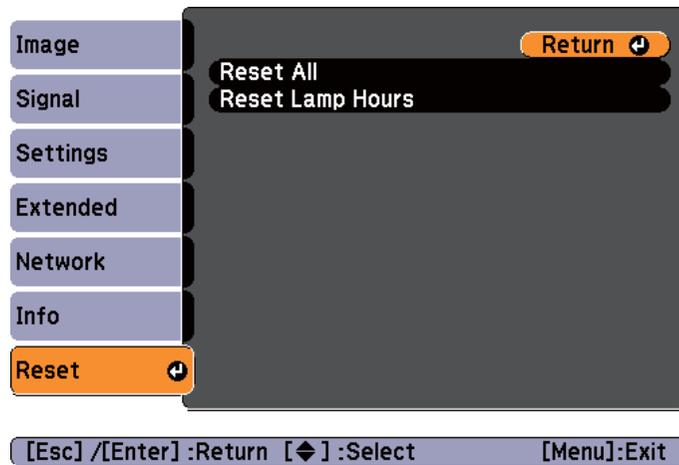 Image
Signal
Settings
Extended
Network
Info
Reset
Return
Reset All
Reset Lamp Hours
[Esc] /[Enter] :Return [◆] :Select [Menu]:Exit